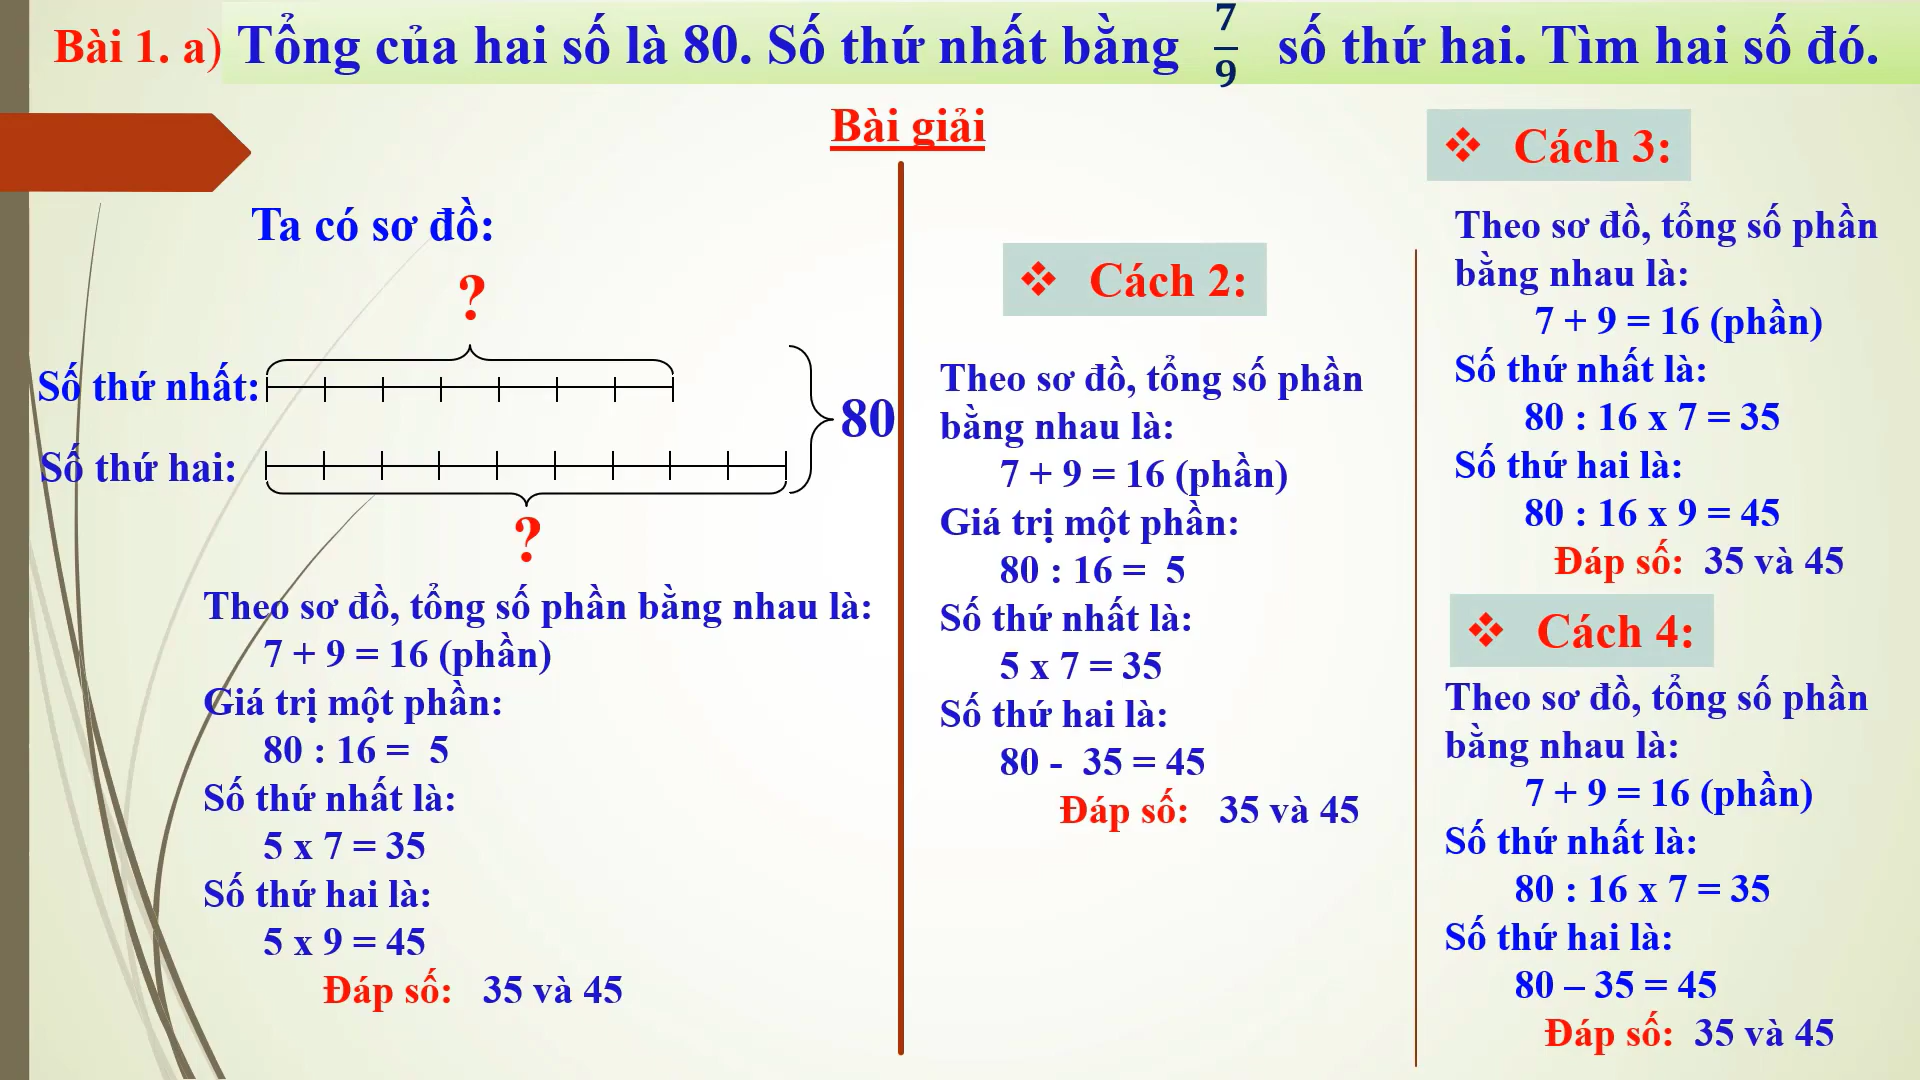 Bài 1. a) Tổng của hai số là 80. Số thứ nhất bằng 7/9 số thứ hai. Tìm hai số đó.
Bài giải
Ta có sơ đồ:
?
Số thứ nhất:
80
Số thứ hai:
?
Theo sơ đồ, tổng số phần bằng nhau là:
7 + 9 = 16 (phần)
Giá trị một phần:
80 : 16 = 5
Số thứ nhất là:
5 x 7 = 35
Số thứ hai là:
5 x 9 = 45
Đáp số: 35 và 45
❖ Cách 2:
Theo sơ đồ, tổng số phần
bằng nhau là:
7 + 9 = 16 (phần)
Giá trị một phần:
80 : 16 = 5
Số thứ nhất là:
5 x 7 = 35
Số thứ hai là:
80 - 35 = 45
Đáp số: 35 và 45
❖ Cách 3:
Theo sơ đồ, tổng số phần
bằng nhau là:
7 + 9 = 16 (phần)
Số thứ nhất là:
80 : 16 x 7 = 35
Số thứ hai là:
80 : 16 x 9 = 45
Đáp số: 35 và 45
❖ Cách 4:
Theo sơ đồ, tổng số phần
bằng nhau là:
7 + 9 = 16 (phần)
Số thứ nhất là:
80 : 16 x 7 = 35
Số thứ hai là:
80 – 35 = 45
Đáp số: 35 và 45